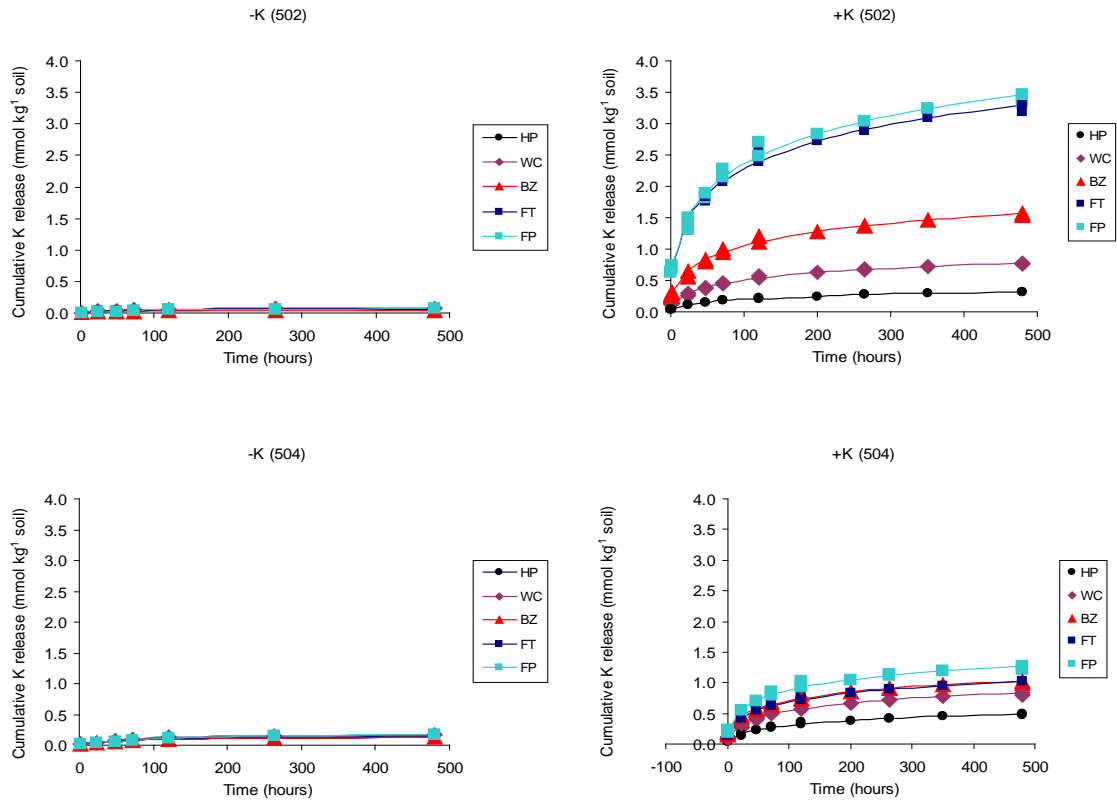 -K (502)
Cumulative K release (mmol kg-1 soil)
4.0
3.5
3.0
2.5
2.0
1.5
1.0
0.5
0.0
0 100 200 300 400 500
Time (hours)
HP
WC
BZ
FT
FP
+K (502)
Cumulative K release (mmol kg-1 soil)
4.0
3.5
3.0
2.5
2.0
1.5
1.0
0.5
0.0
0 100 200 300 400 500
Time (hours)
HP
WC
BZ
FT
FP
-K (504)
Cumulative K release (mmol kg-1 soil)
4.0
3.5
3.0
2.5
2.0
1.5
1.0
0.5
0.0
0 100 200 300 400 500
Time (hours)
HP
WC
BZ
FT
FP
+K (504)
Cumulative K release (mmol kg-1 soil)
4.0
3.5
3.0
2.5
2.0
1.5
1.0
0.5
0.0
-100 0 100 200 300 400 500
Time (hours)
HP
WC
BZ
FT
FP